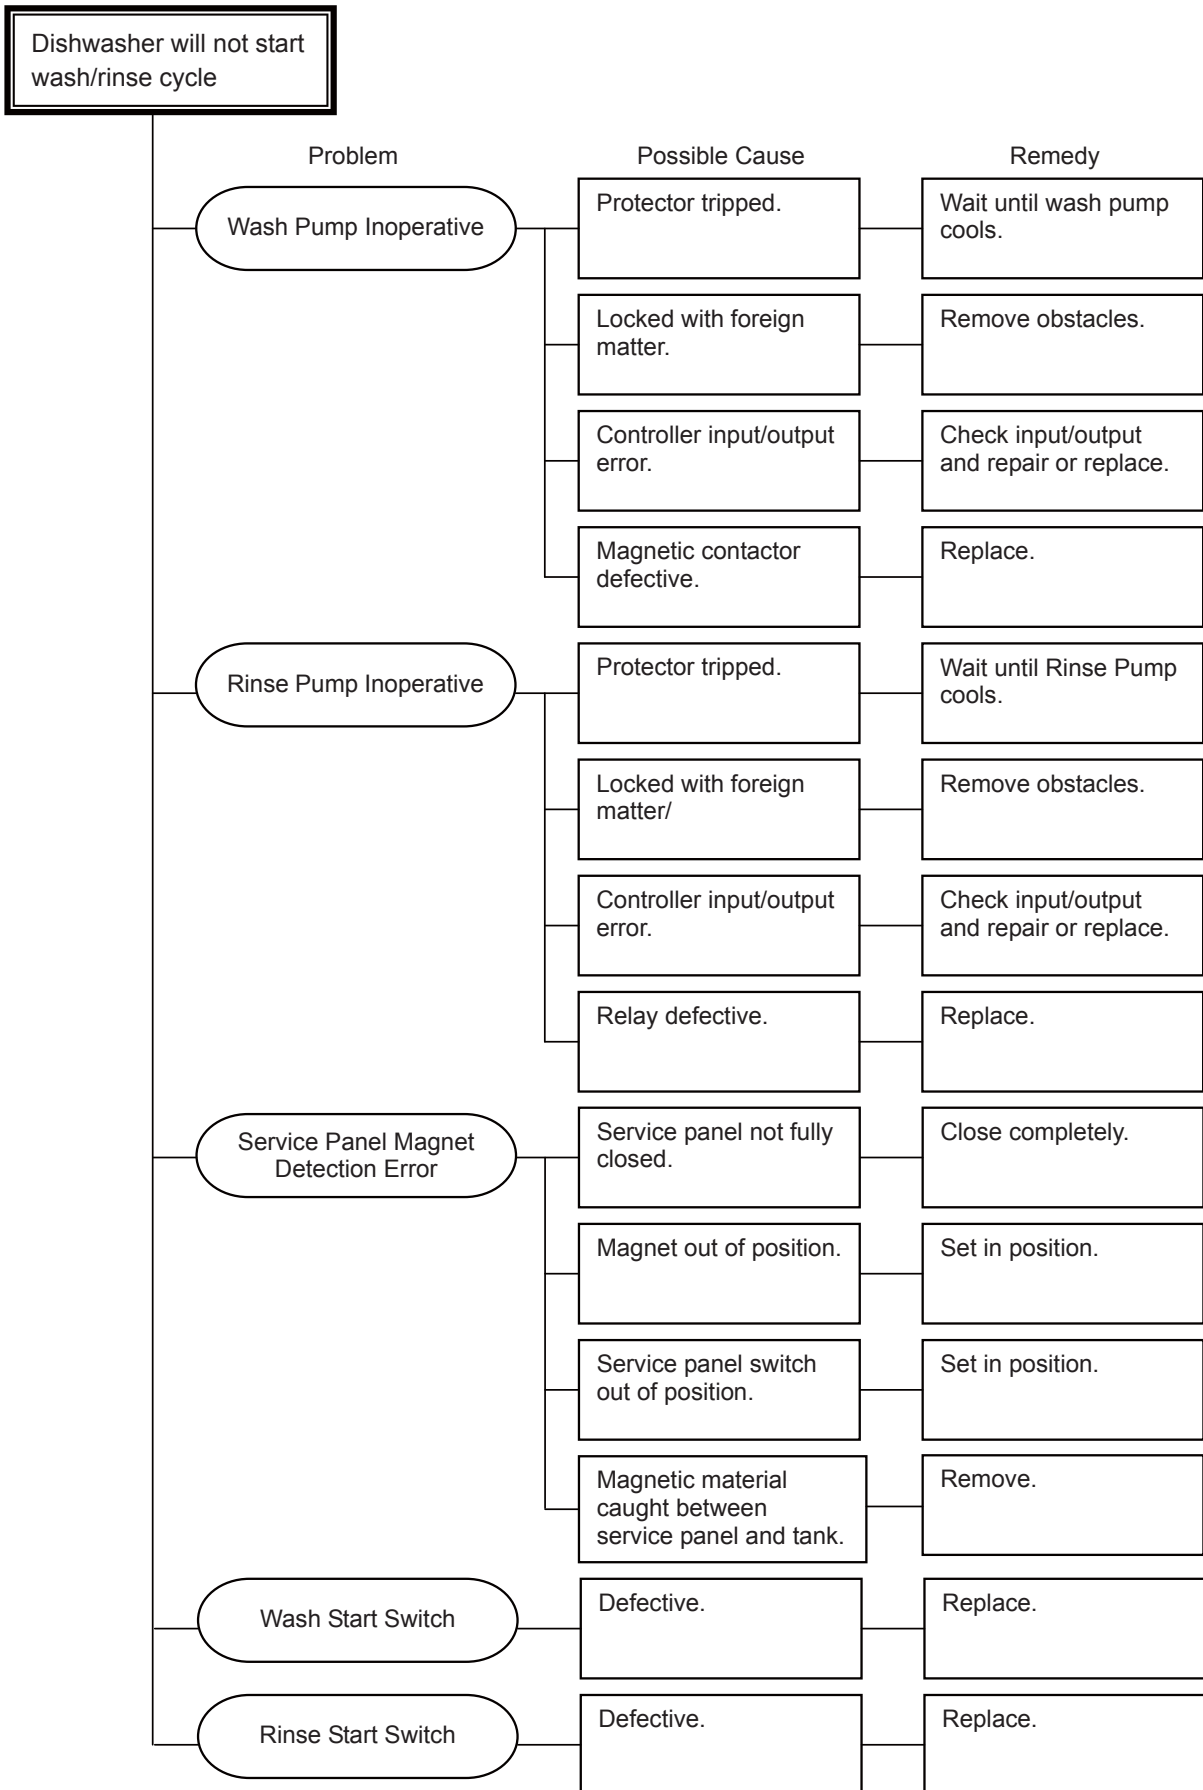 Dishwasher will not start
wash/rinse cycle
Problem
Possible Cause
Remedy
Wash Pump Inoperative
Protector tripped.
Wait until wash pump
cools.
Locked with foreign
matter.
Remove obstacles.
Controller input/output
error.
Check input/output
and repair or replace.
Magnetic contactor
defective.
Replace.
Rinse Pump Inoperative
Protector tripped.
Wait until Rinse Pump
cools.
Locked with foreign
matter/
Remove obstacles.
Controller input/output
error.
Check input/output
and repair or replace.
Relay defective.
Replace.
Service Panel Magnet
Detection Error
Service panel not fully
closed.
Close completely.
Magnet out of position.
Set in position.
Service panel switch
out of position.
Set in position.
Magnetic material
caught between
service panel and tank.
Remove.
Wash Start Switch
Defective.
Replace.
Rinse Start Switch
Defective.
Replace.